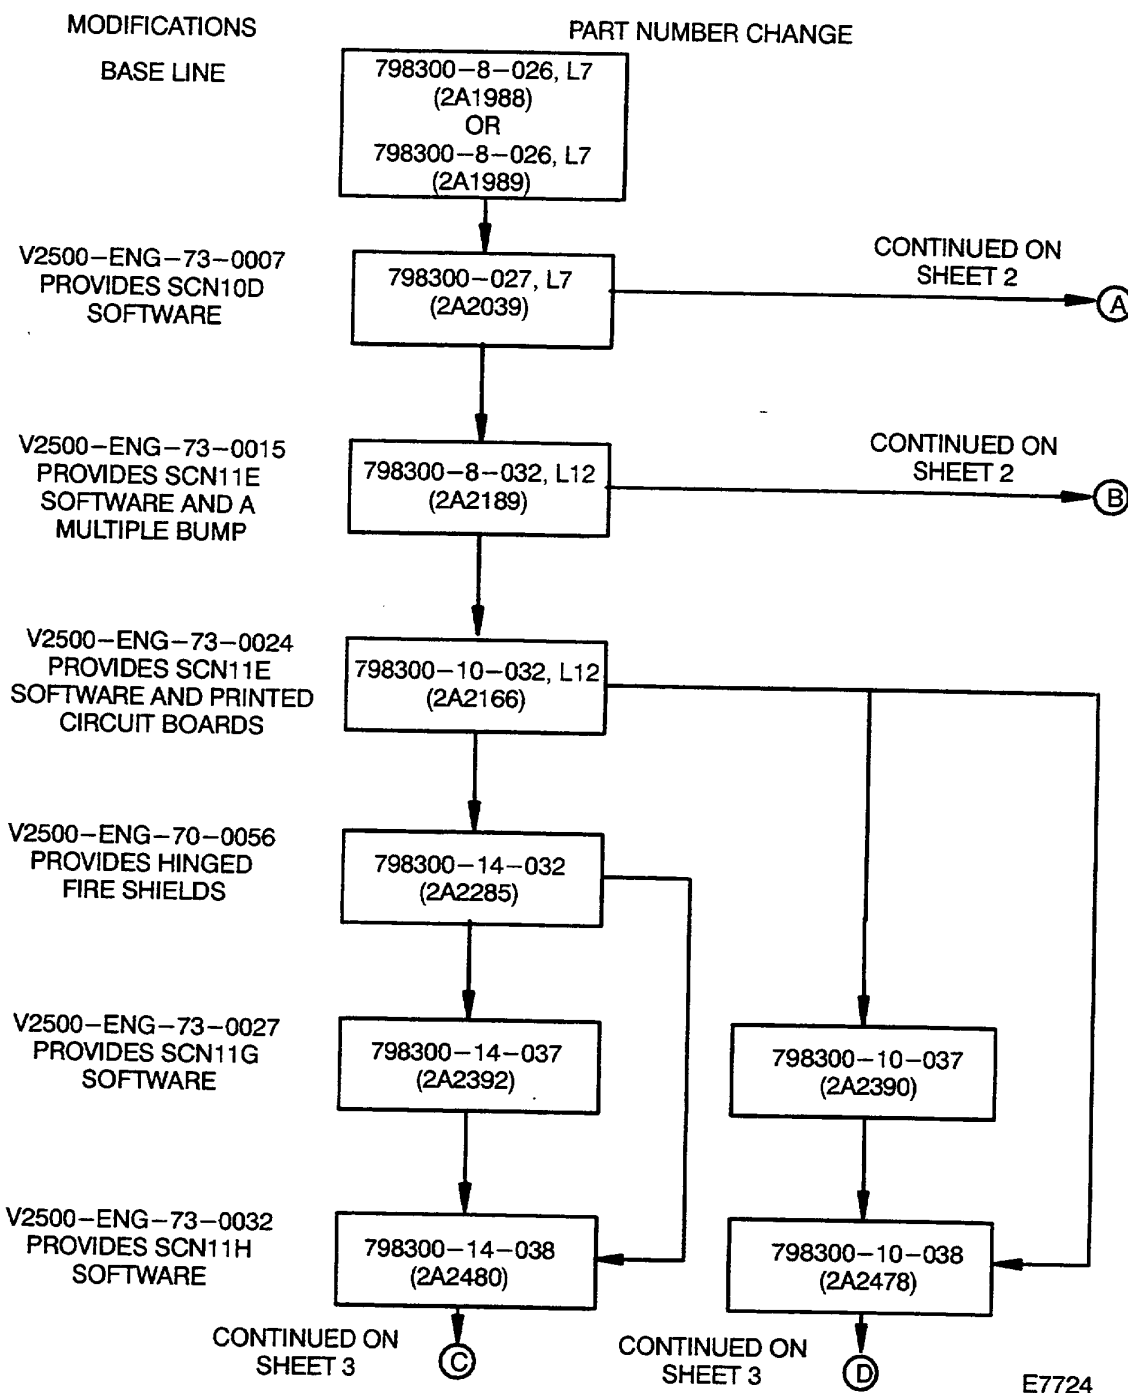 MODIFICATIONS
PART NUMBER CHANGE
BASE LINE
798300-8-026, L7
(2A1988)
OR
798300-8-026, L7
(2A1989)
V2500-ENG-73-0007
PROVIDES SCN10D
SOFTWARE
798300-027, L7
(2A2039)
CONTINUED ON
SHEET 2
A
V2500-ENG-73-0015
PROVIDES SCN11E
SOFTWARE AND A
MULTIPLE BUMP
798300-8-032, L12
(2A2189)
CONTINUED ON
SHEET 2
B
V2500-ENG-73-0024
PROVIDES SCN11E
SOFTWARE AND PRINTED
CIRCUIT BOARDS
798300-10-032, L12
(2A2166)
V2500-ENG-70-0056
PROVIDES HINGED
FIRE SHIELDS
798300-14-032
(2A2285)
V2500-ENG-73-0027
PROVIDES SCN11G
SOFTWARE
798300-14-037
(2A2392)
798300-10-037
(2A2390)
V2500-ENG-73-0032
PROVIDES SCN11H
SOFTWARE
798300-14-038
(2A2480)
798300-10-038
(2A2478)
CONTINUED ON
SHEET 3
C
CONTINUED ON
SHEET 3
D
E7724